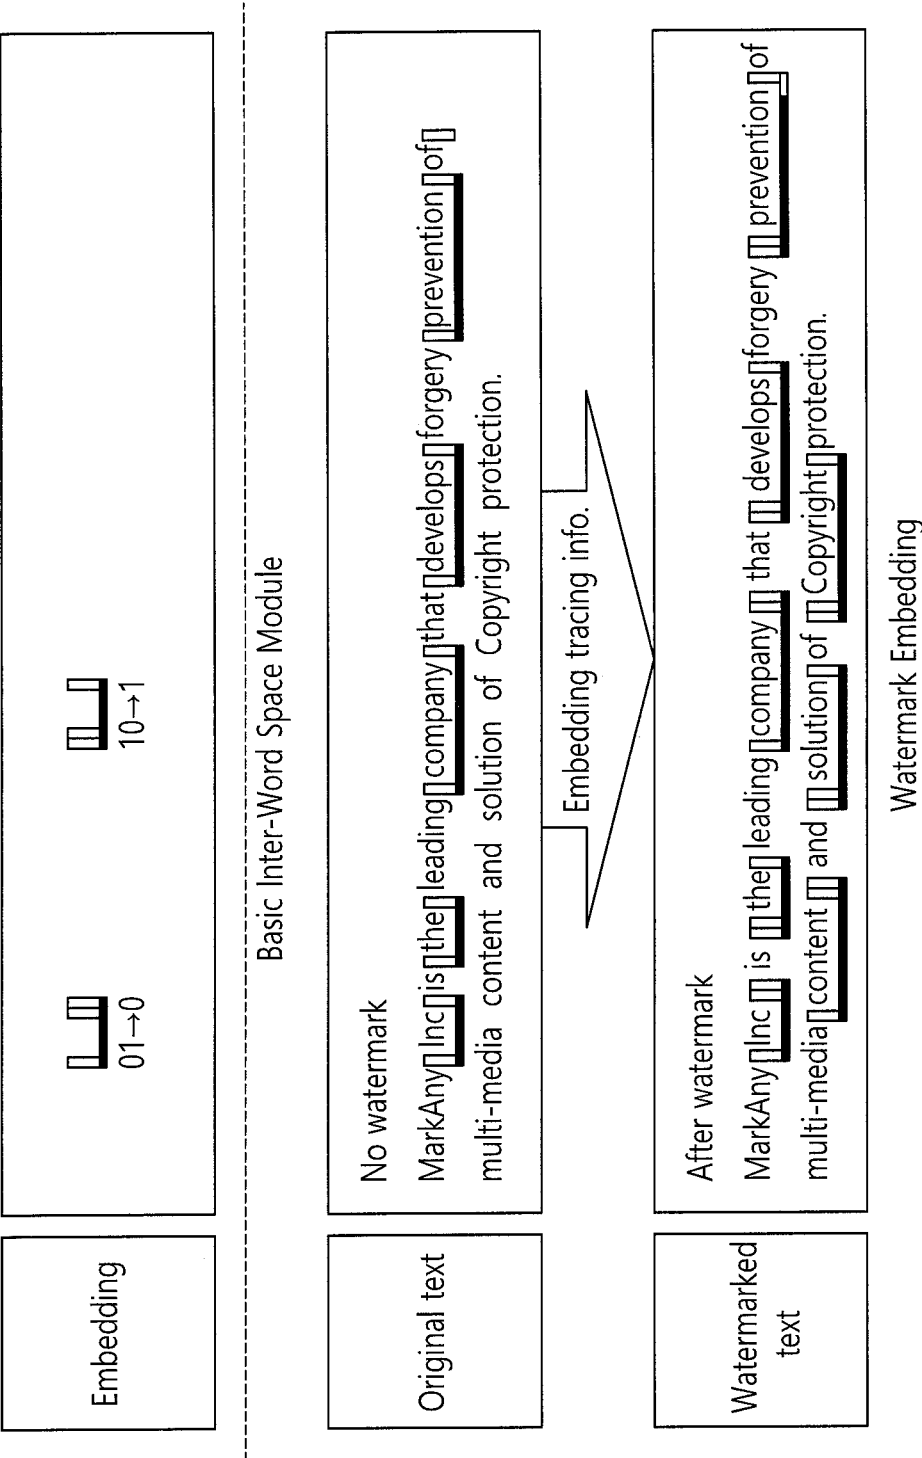 Embedding
01→0
10→1
Basic Inter-Word Space Module
Original text
No watermark
MarkAny Inc is the leading company that develops forgery prevention of
multi-media content and solution of Copyright protection.
Embedding tracing info.
Watermarked
text
After watermark
MarkAny Inc is the leading company that develops forgery prevention of
multi-media content and solution of Copyright protection.
Watermark Embedding